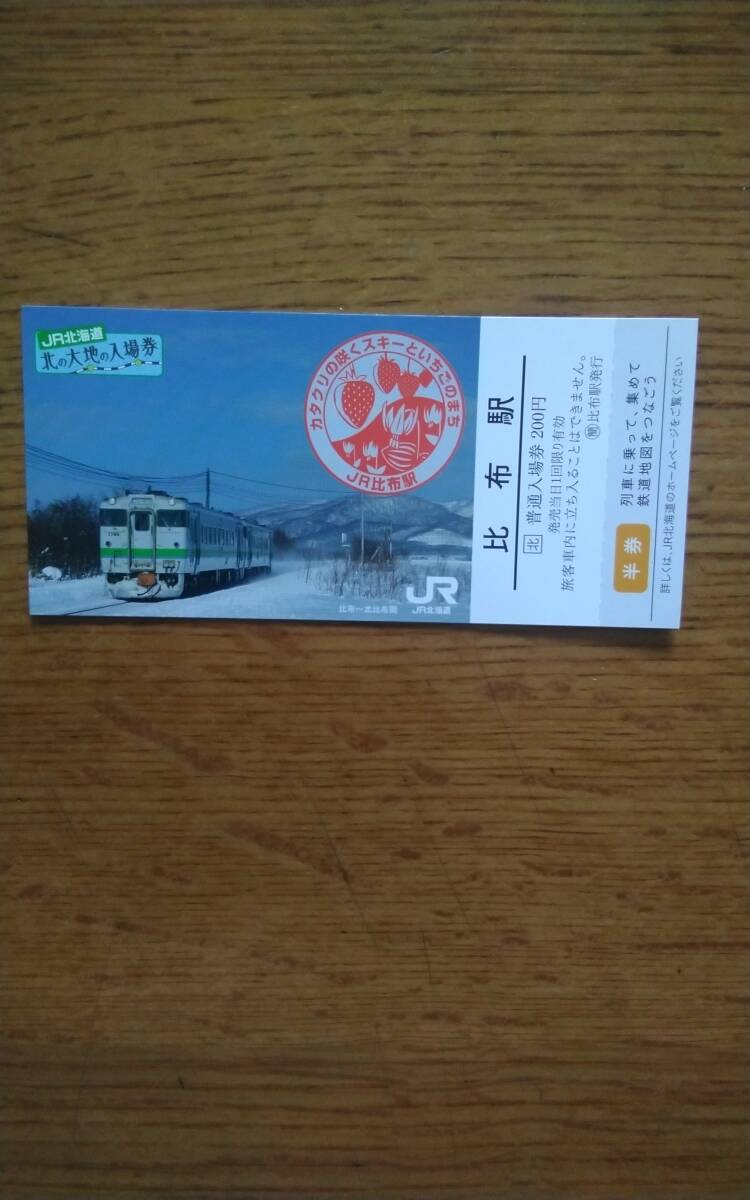 JR北海道
北の大地の入場券
カタクリの咲くスキーといちごのまち
JR比布駅
比布〜北比布間
JR
JR北海道
比布駅
北 普通入場券 200円
発売当日1回限り有効
旅客車内に立ち入ることはできません。
簡 比布駅発行
半券
列車に乗って、集めて
鉄道地図をつなごう
詳しくは、JR北海道のホームページをご覧ください